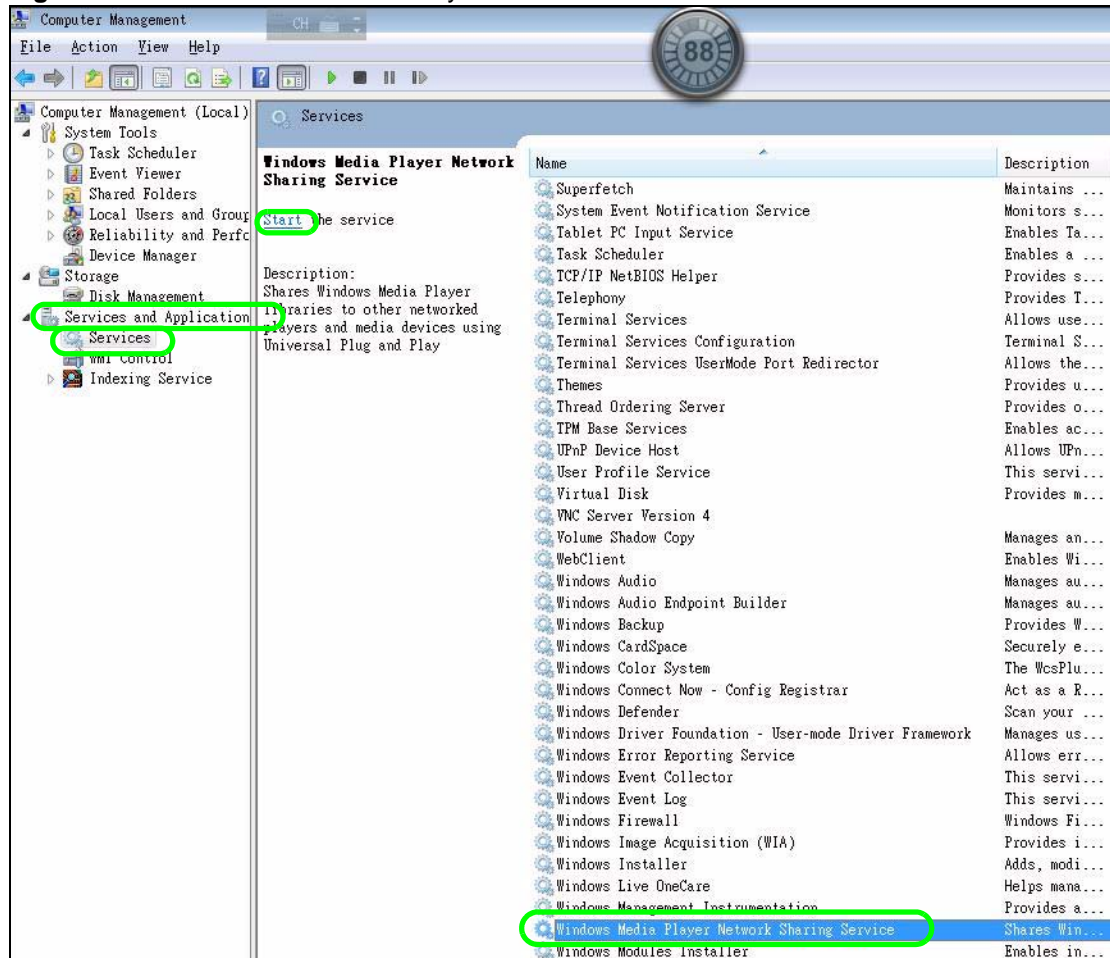 Computer Management
CH
File Action View Help
88
Computer Management (Local)
System Tools
Task Scheduler
Event Viewer
Shared Folders
Local Users and Group
Reliability and Perfo
Device Manager
Storage
Disk Management
Services and Application
Services
WMI Control
Indexing Service
Services
Windows Media Player Network
Sharing Service
Start the service
Description:
Shares Windows Media Player
libraries to other networked
players and media devices using
Universal Plug and Play
Name Description
Superfetch Maintains ...
System Event Notification Service Monitors s...
Tablet PC Input Service Enables Ta...
Task Scheduler Enables a ...
TCP/IP NetBIOS Helper Provides s...
Telephony Provides T...
Terminal Services Allows use...
Terminal Services Configuration Terminal S...
Terminal Services UserMode Port Redirector Allows the...
Themes Provides u...
Thread Ordering Server Provides o...
TPM Base Services Enables ac...
UPnP Device Host Allows UPn...
User Profile Service This servi...
Virtual Disk Provides m...
VNC Server Version 4
Volume Shadow Copy Manages an...
WebClient Enables Wi...
Windows Audio Manages au...
Windows Audio Endpoint Builder Manages au...
Windows Backup Provides W...
Windows CardSpace Securely e...
Windows Color System The WcsPlu...
Windows Connect Now - Config Registrar Act as a R...
Windows Defender Scan your ...
Windows Driver Foundation - User-mode Driver Framework Manages us...
Windows Error Reporting Service Allows err...
Windows Event Collector This servi...
Windows Event Log This servi...
Windows Firewall Windows Fi...
Windows Image Acquisition (WIA) Provides i...
Windows Installer Adds, modi...
Windows Live OneCare Helps mana...
Windows Management Instrumentation Provides a...
Windows Media Player Network Sharing Service Shares Win...
Windows Modules Installer Enables in...